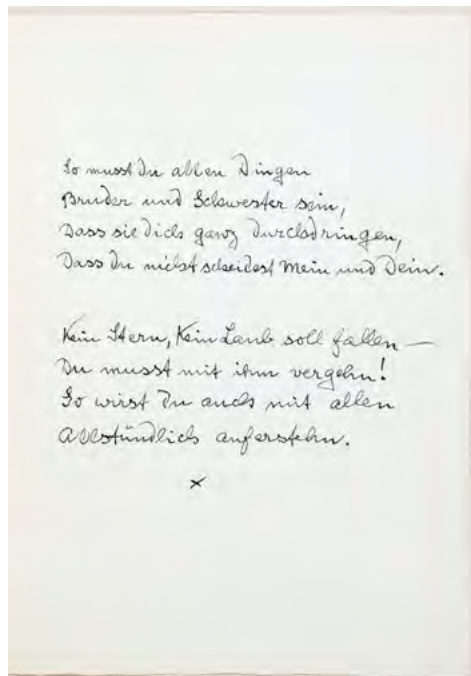 So musst Du allen Dingen
Bruder und Schwester sein,
Dass sie Dich ganz durchdringen,
Dass Du nicht scheidest Mein und Dein.
Kein Stern, Kein Laub soll fallen —
Du musst mit ihm vergehn!
So wirst Du auch mit allen
Allstündlich auferstehn.
×